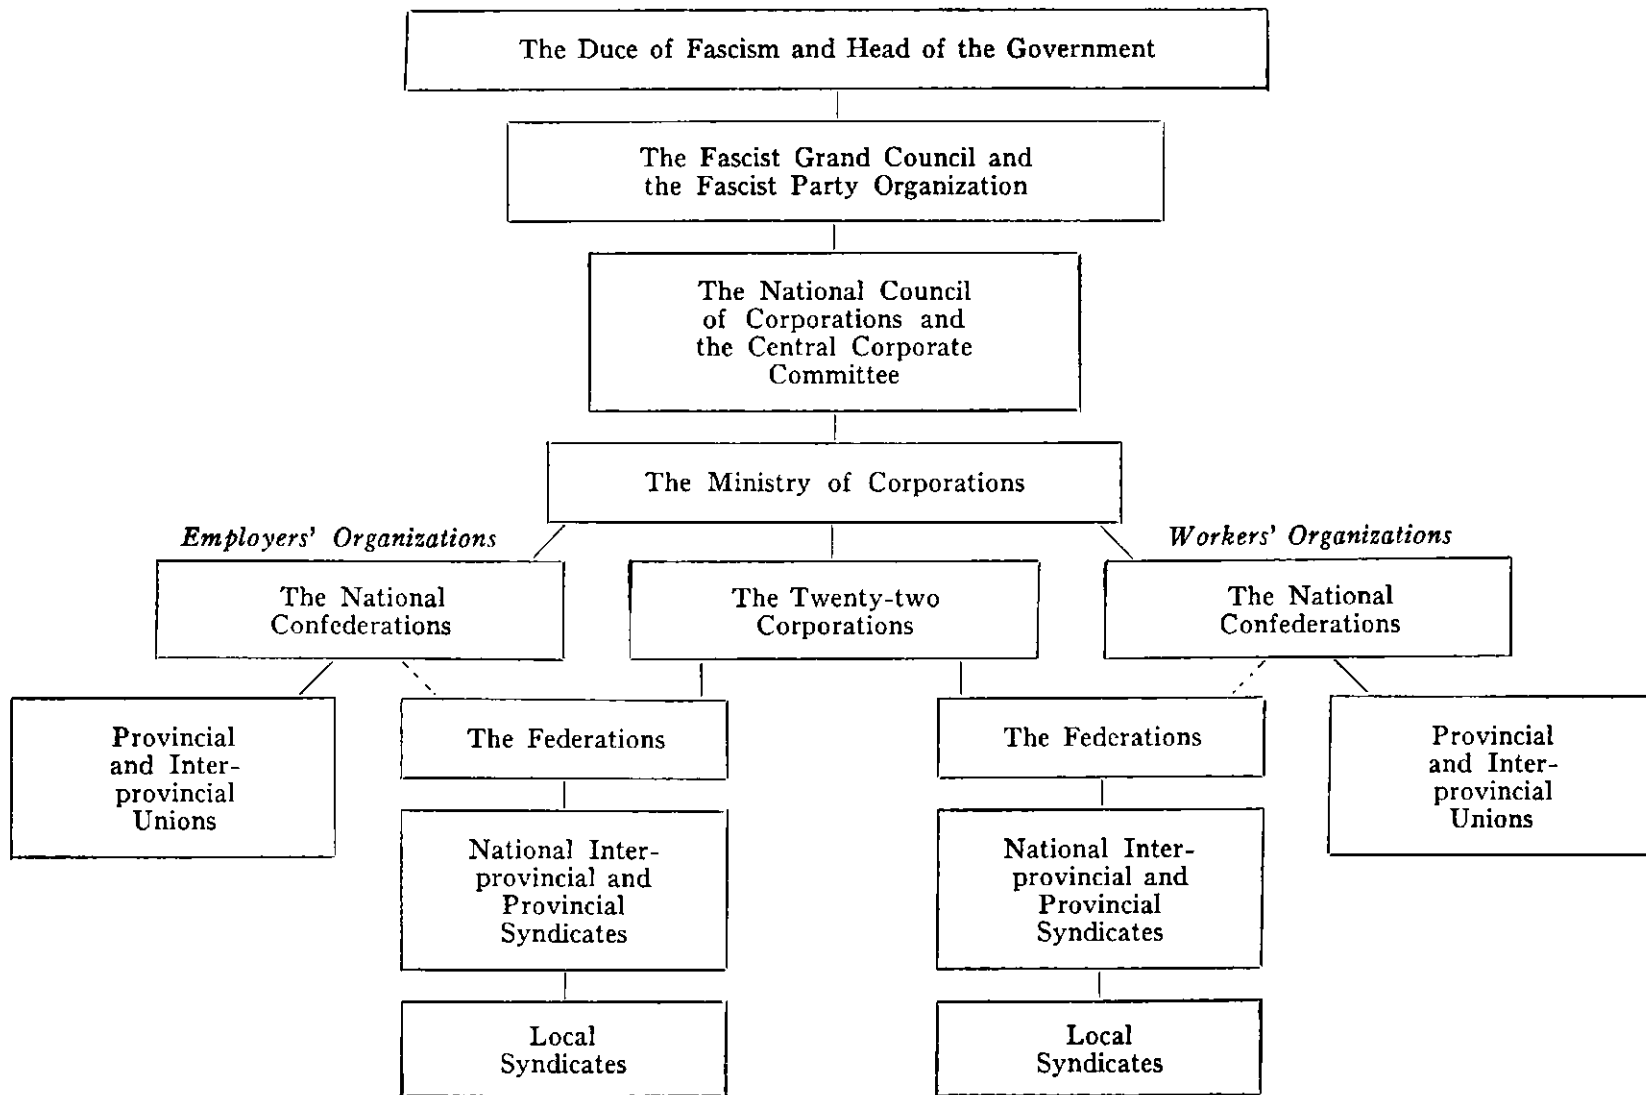 The Duce of Fascism and Head of the Government
The Fascist Grand Council and
the Fascist Party Organization
The National Council
of Corporations and
the Central Corporate
Committee
The Ministry of Corporations
Employers' Organizations
Workers' Organizations
The National
Confederations
The Twenty-two
Corporations
The National
Confederations
Provincial
and Inter-
provincial
Unions
The Federations
The Federations
Provincial
and Inter-
provincial
Unions
National Inter-
provincial and
Provincial
Syndicates
National Inter-
provincial and
Provincial
Syndicates
Local
Syndicates
Local
Syndicates